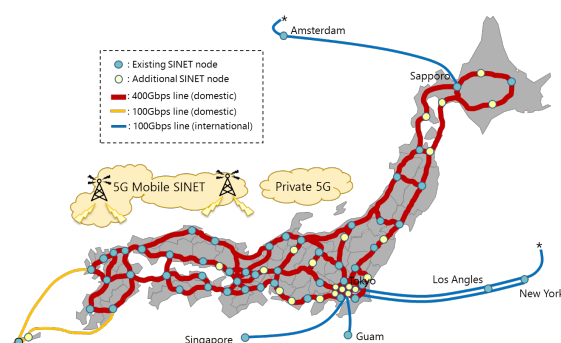 *
Amsterdam
Sapporo
: Existing SINET node
: Additional SINET node
: 400Gbps line (domestic)
: 100Gbps line (domestic)
: 100Gbps line (international)
5G Mobile SINET
Private 5G
*
Tokyo
Los Angles
New York
Singapore
Guam